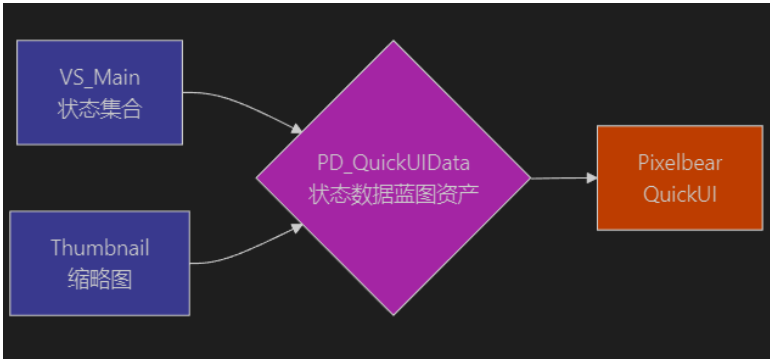 VS_Main
状态集合
Thumbnail
缩略图
PD_QuickUIData
状态数据蓝图资产
Pixelbear
QuickUI